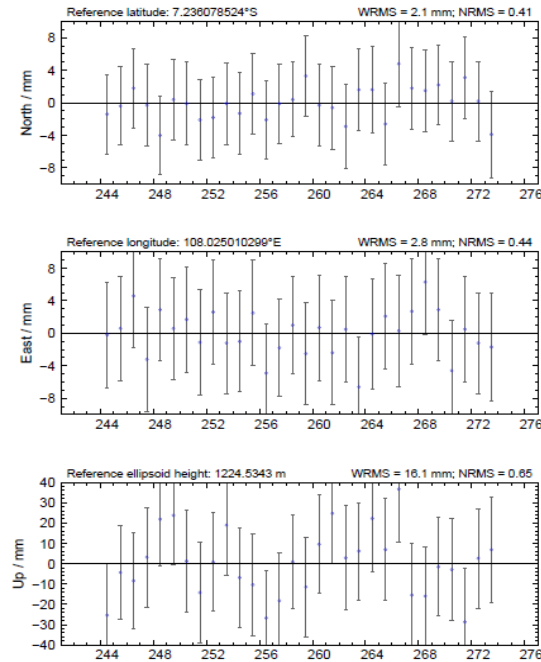 Reference latitude: 7.236078524°S WRMS = 2.1 mm; NRMS = 0.41
North / mm
8
4
0
−4
−8
244 248 252 256 260 264 268 272 276
Reference longitude: 108.025010299°E WRMS = 2.8 mm; NRMS = 0.44
East / mm
8
4
0
−4
−8
244 248 252 256 260 264 268 272 276
Reference ellipsoid height: 1224.5343 m WRMS = 16.1 mm; NRMS = 0.65
Up / mm
40
30
20
10
0
−10
−20
−30
−40
244 248 252 256 260 264 268 272 276